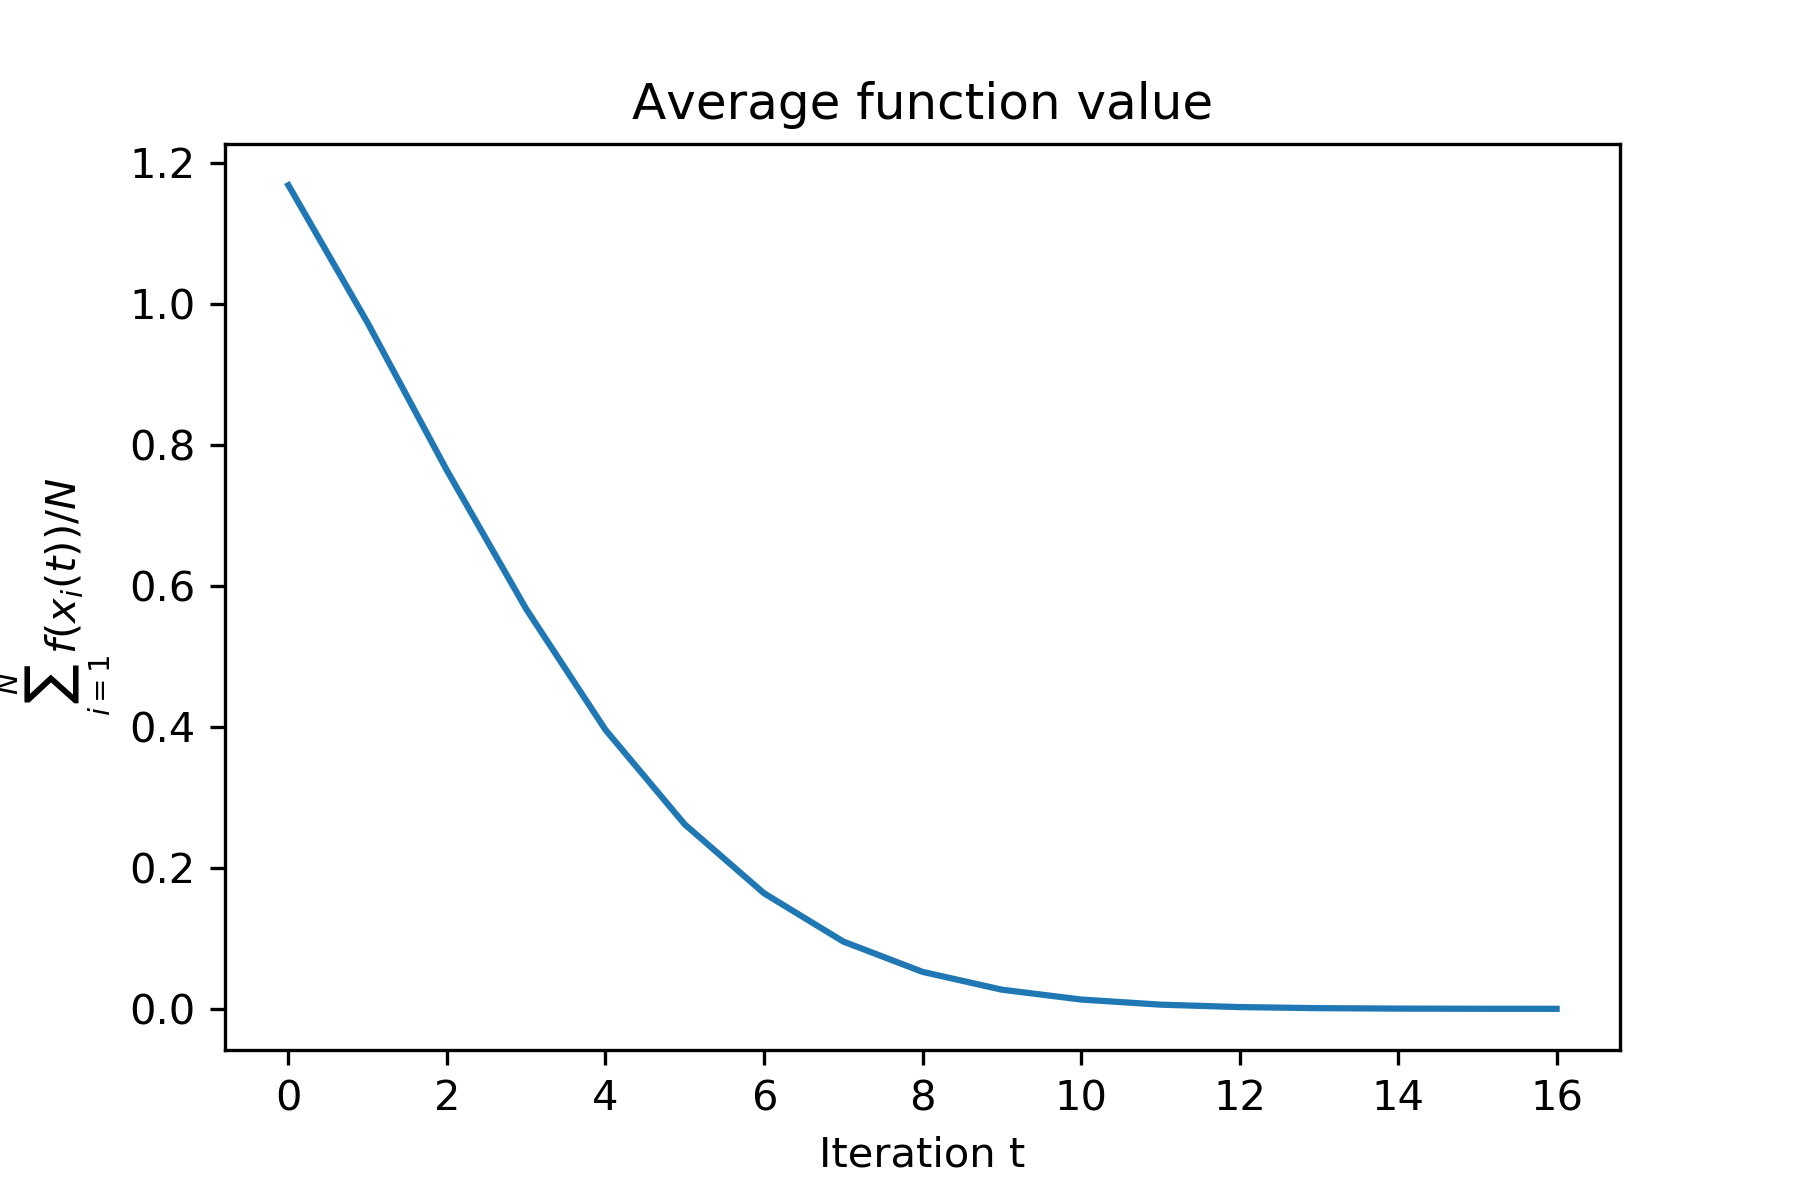 Average function value
1.2
1.0
0.8
0.6
0.4
0.2
0.0
N
∑ f(x_i(t))/N
i = 1
0 2 4 6 8 10 12 14 16
Iteration t